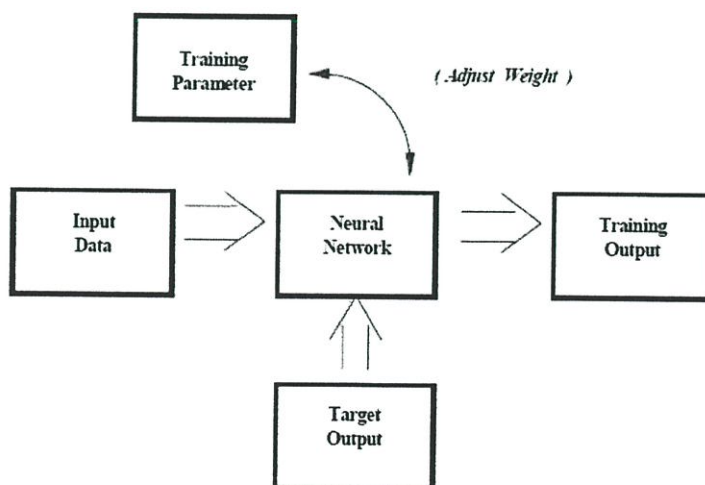 Training
Parameter
( Adjust Weight )
Input
Data
Neural
Network
Training
Output
Target
Output